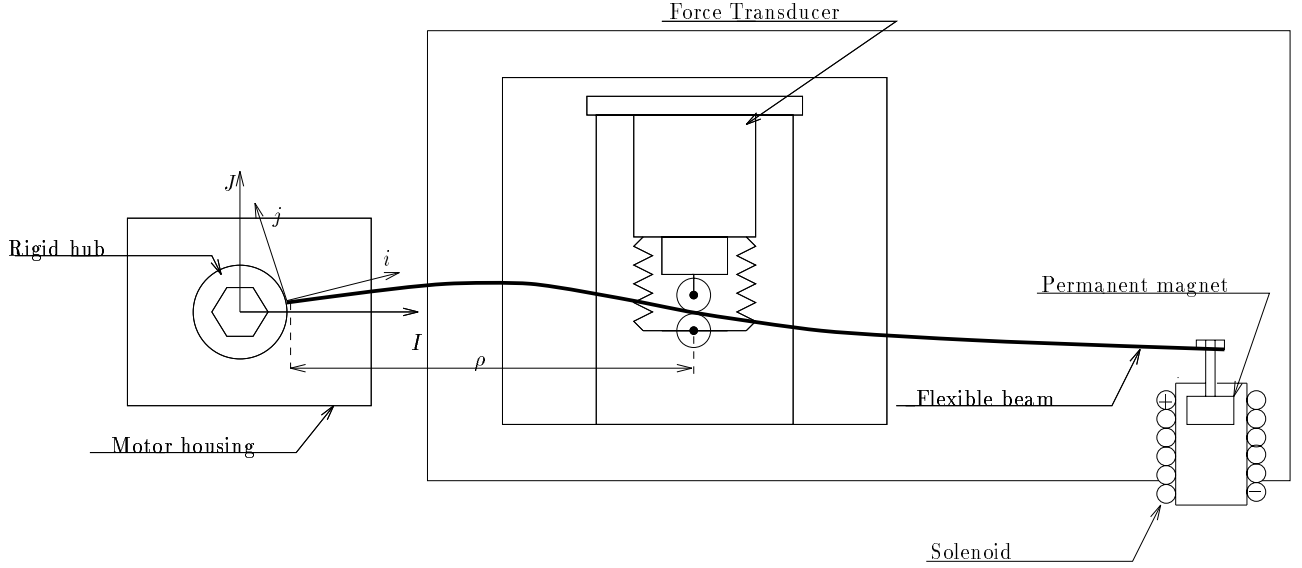 Force Transducer
J
j
Rigid hub
i
Permanent magnet
I
ρ
Flexible beam
+
Motor housing
−
Solenoid